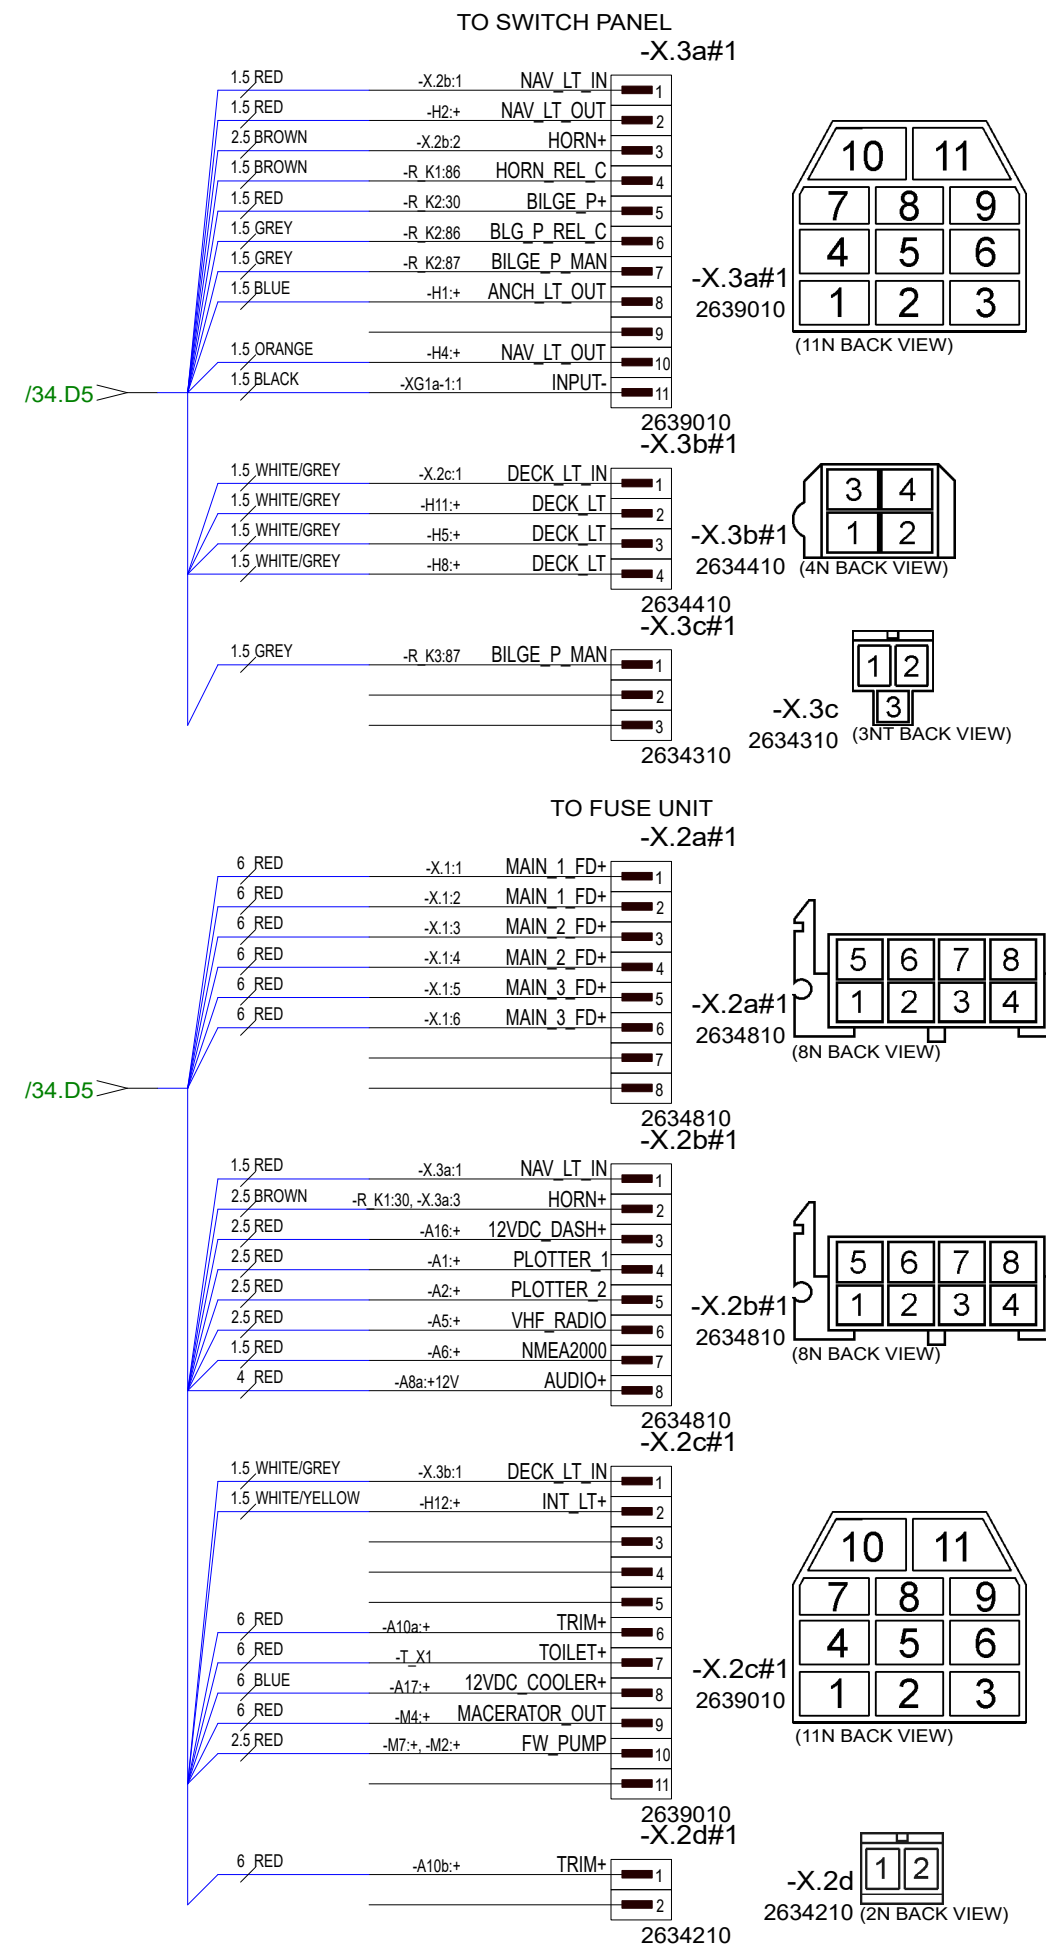 TO SWITCH PANEL
-X.3a#1
1.5 RED -X.2b:1 NAV_LT_IN 1
1.5 RED -H2:+ NAV_LT_OUT 2
2.5 BROWN -X.2b:2 HORN+ 3
1.5 BROWN -R_K1:86 HORN_REL_C 4
1.5 RED -R_K2:30 BILGE_P+ 5
1.5 GREY -R_K2:86 BLG_P_REL_C 6
1.5 GREY -R_K2:87 BILGE_P_MAN 7
1.5 BLUE -H1:+ ANCH_LT_OUT 8
9
1.5 ORANGE -H4:+ NAV_LT_OUT 10
/34.D5 1.5 BLACK -XG1a-1:1 INPUT- 11
2639010
10 11
7 8 9
4 5 6
1 2 3
-X.3a#1
2639010
(11N BACK VIEW)
-X.3b#1
1.5 WHITE/GREY -X.2c:1 DECK_LT_IN 1
1.5 WHITE/GREY -H11:+ DECK_LT 2
1.5 WHITE/GREY -H5:+ DECK_LT 3
1.5 WHITE/GREY -H8:+ DECK_LT 4
2634410
3 4
1 2
-X.3b#1
2634410 (4N BACK VIEW)
-X.3c#1
1.5 GREY -R_K3:87 BILGE_P_MAN 1
2
3
2634310
1 2
3
-X.3c
2634310 (3NT BACK VIEW)
TO FUSE UNIT
-X.2a#1
6 RED -X.1:1 MAIN_1_FD+ 1
6 RED -X.1:2 MAIN_1_FD+ 2
6 RED -X.1:3 MAIN_2_FD+ 3
6 RED -X.1:4 MAIN_2_FD+ 4
6 RED -X.1:5 MAIN_3_FD+ 5
6 RED -X.1:6 MAIN_3_FD+ 6
7
/34.D5 8
2634810
5 6 7 8
1 2 3 4
-X.2a#1
2634810
(8N BACK VIEW)
-X.2b#1
1.5 RED -X.3a:1 NAV_LT_IN 1
2.5 BROWN -R_K1:30, -X.3a:3 HORN+ 2
2.5 RED -A16:+ 12VDC_DASH+ 3
2.5 RED -A1:+ PLOTTER_1 4
2.5 RED -A2:+ PLOTTER_2 5
2.5 RED -A5:+ VHF_RADIO 6
1.5 RED -A6:+ NMEA2000 7
4 RED -A8a:+12V AUDIO+ 8
2634810
5 6 7 8
1 2 3 4
-X.2b#1
2634810
(8N BACK VIEW)
-X.2c#1
1.5 WHITE/GREY -X.3b:1 DECK_LT_IN 1
1.5 WHITE/YELLOW -H12:+ INT_LT+ 2
3
4
5
6 RED -A10a:+ TRIM+ 6
6 RED -T_X1 TOILET+ 7
6 BLUE -A17:+ 12VDC_COOLER+ 8
6 RED -M4:+ MACERATOR_OUT 9
2.5 RED -M7:+, -M2:+ FW_PUMP 10
11
2639010
10 11
7 8 9
4 5 6
1 2 3
-X.2c#1
2639010
(11N BACK VIEW)
-X.2d#1
6 RED -A10b:+ TRIM+ 1
2
2634210
1 2
-X.2d
2634210 (2N BACK VIEW)